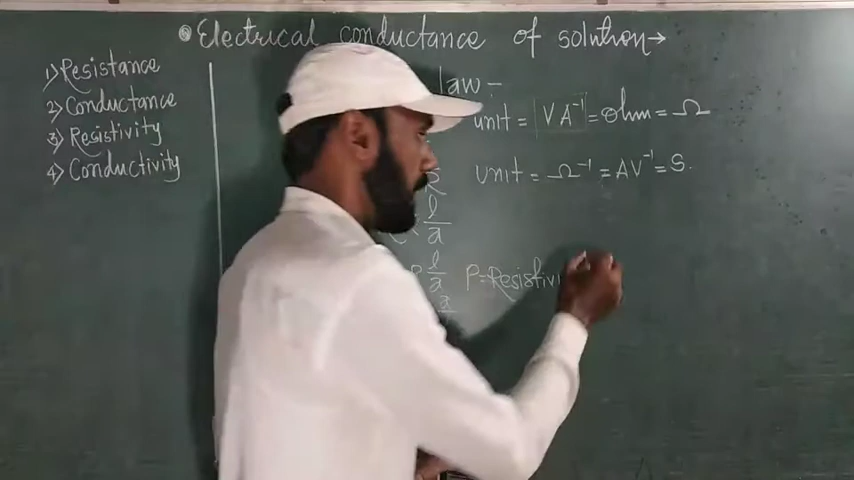 Electrical conductance of solution →
1) Resistance
2) Conductance
3) Resistivity
4) Conductivity
law –
unit = VA⁻¹ = ohm = Ω
unit = Ω⁻¹ = AV⁻¹ = S.
R
l/a
l/a ρ = Resistivi
a